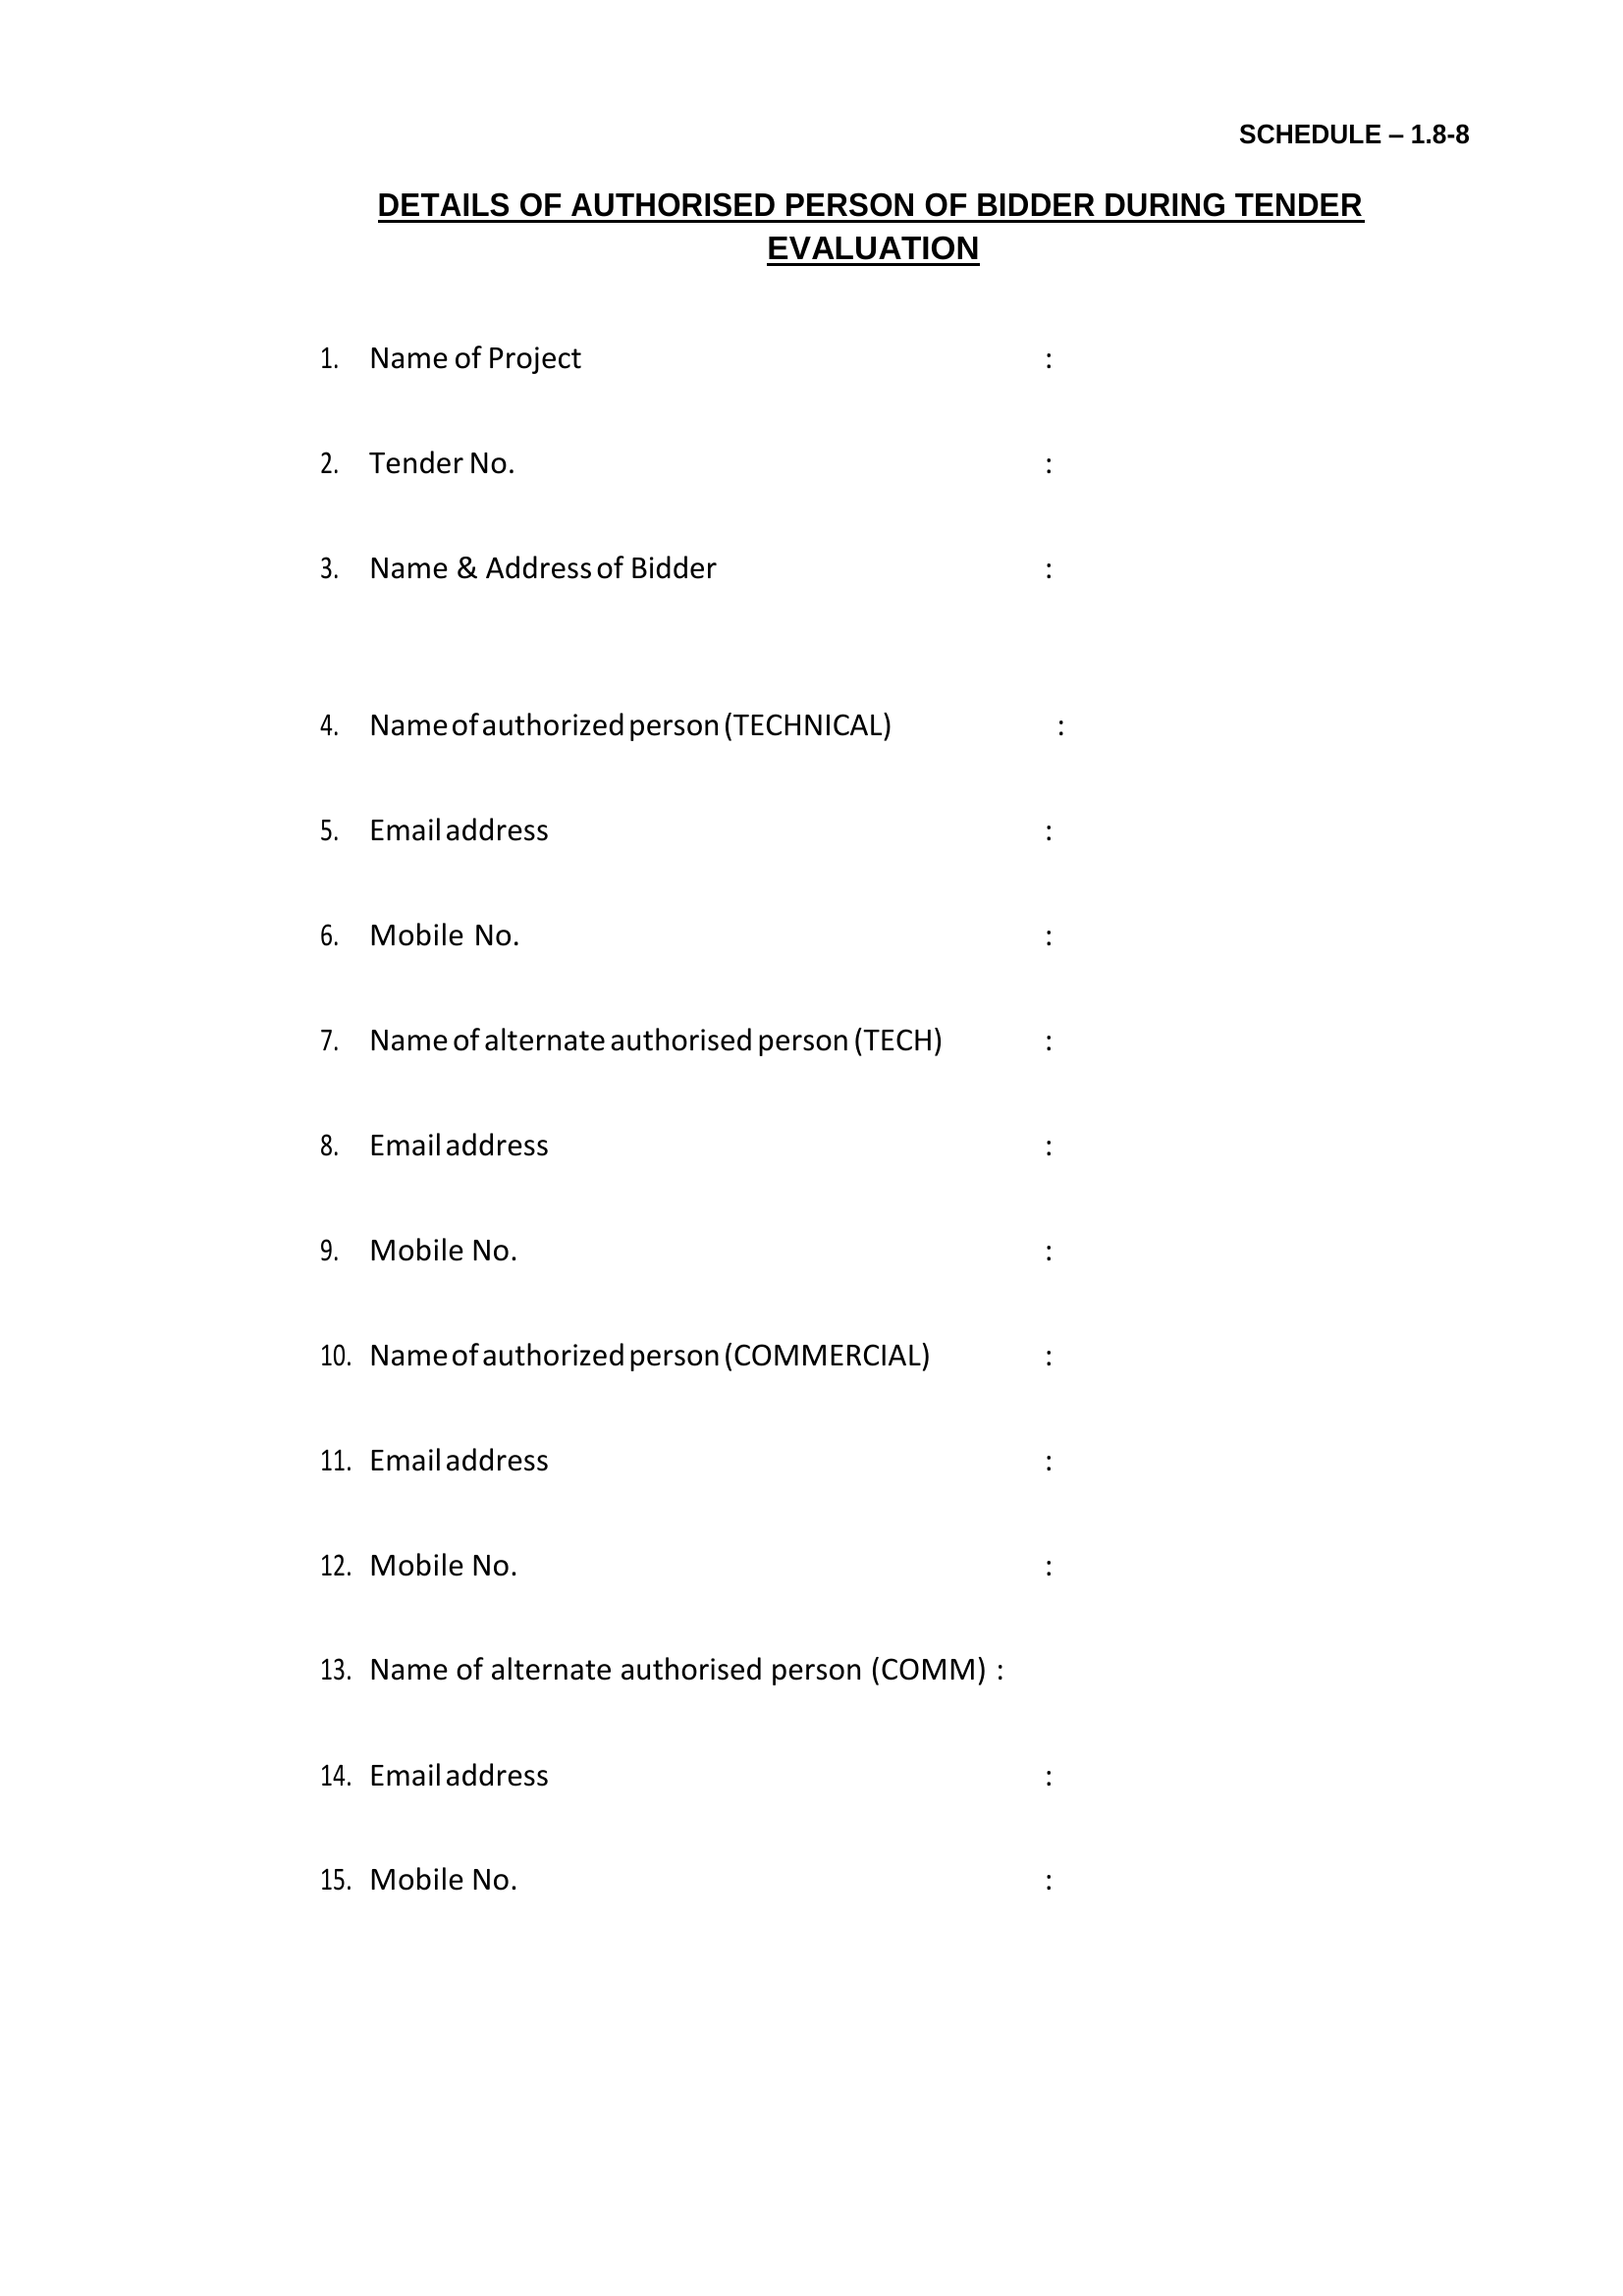 SCHEDULE – 1.8-8
DETAILS OF AUTHORISED PERSON OF BIDDER DURING TENDER
EVALUATION
1. Name of Project :
2. Tender No. :
3. Name & Address of Bidder :
4. Name of authorized person (TECHNICAL) :
5. Email address :
6. Mobile No. :
7. Name of alternate authorised person (TECH) :
8. Email address :
9. Mobile No. :
10. Name of authorized person (COMMERCIAL) :
11. Email address :
12. Mobile No. :
13. Name of alternate authorised person (COMM) :
14. Email address :
15. Mobile No. :